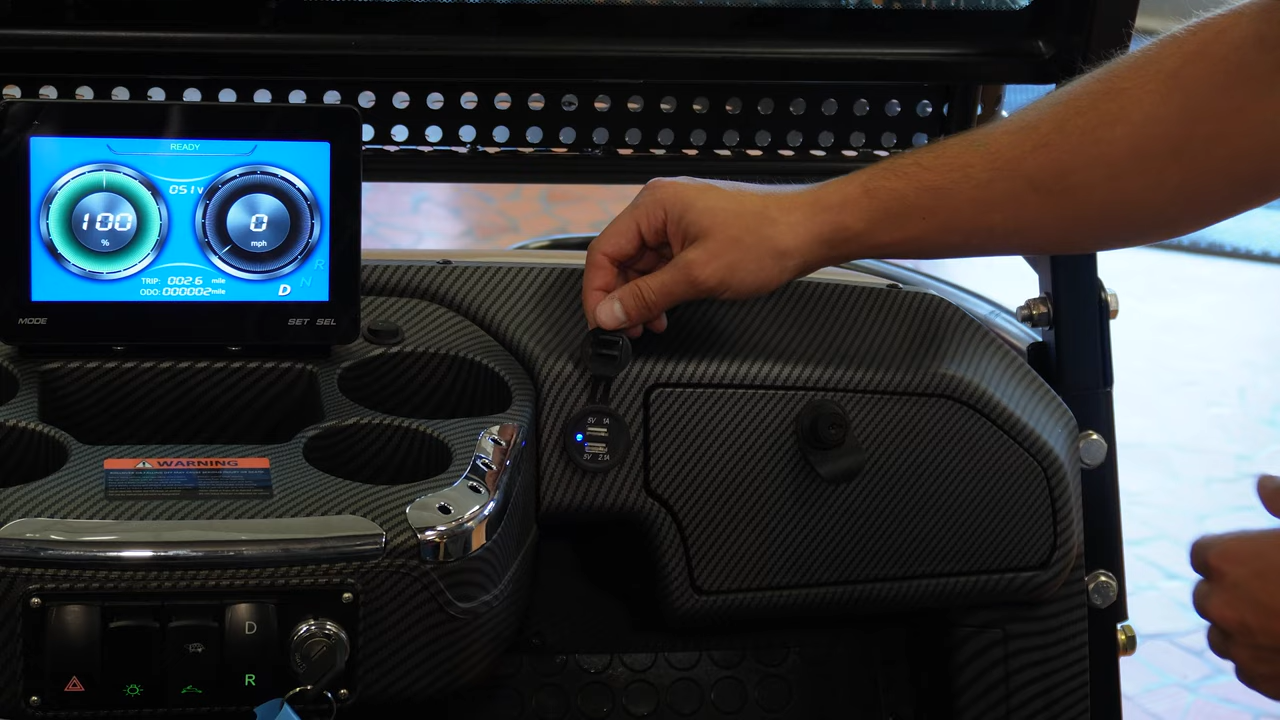 READY
051V
100
%
0
mph
R
N
D
TRIP: 002.6 mile
ODO: 000002 mile
MODE
SET SEL
5V 1A
5V 2.1A
WARNING
D
R